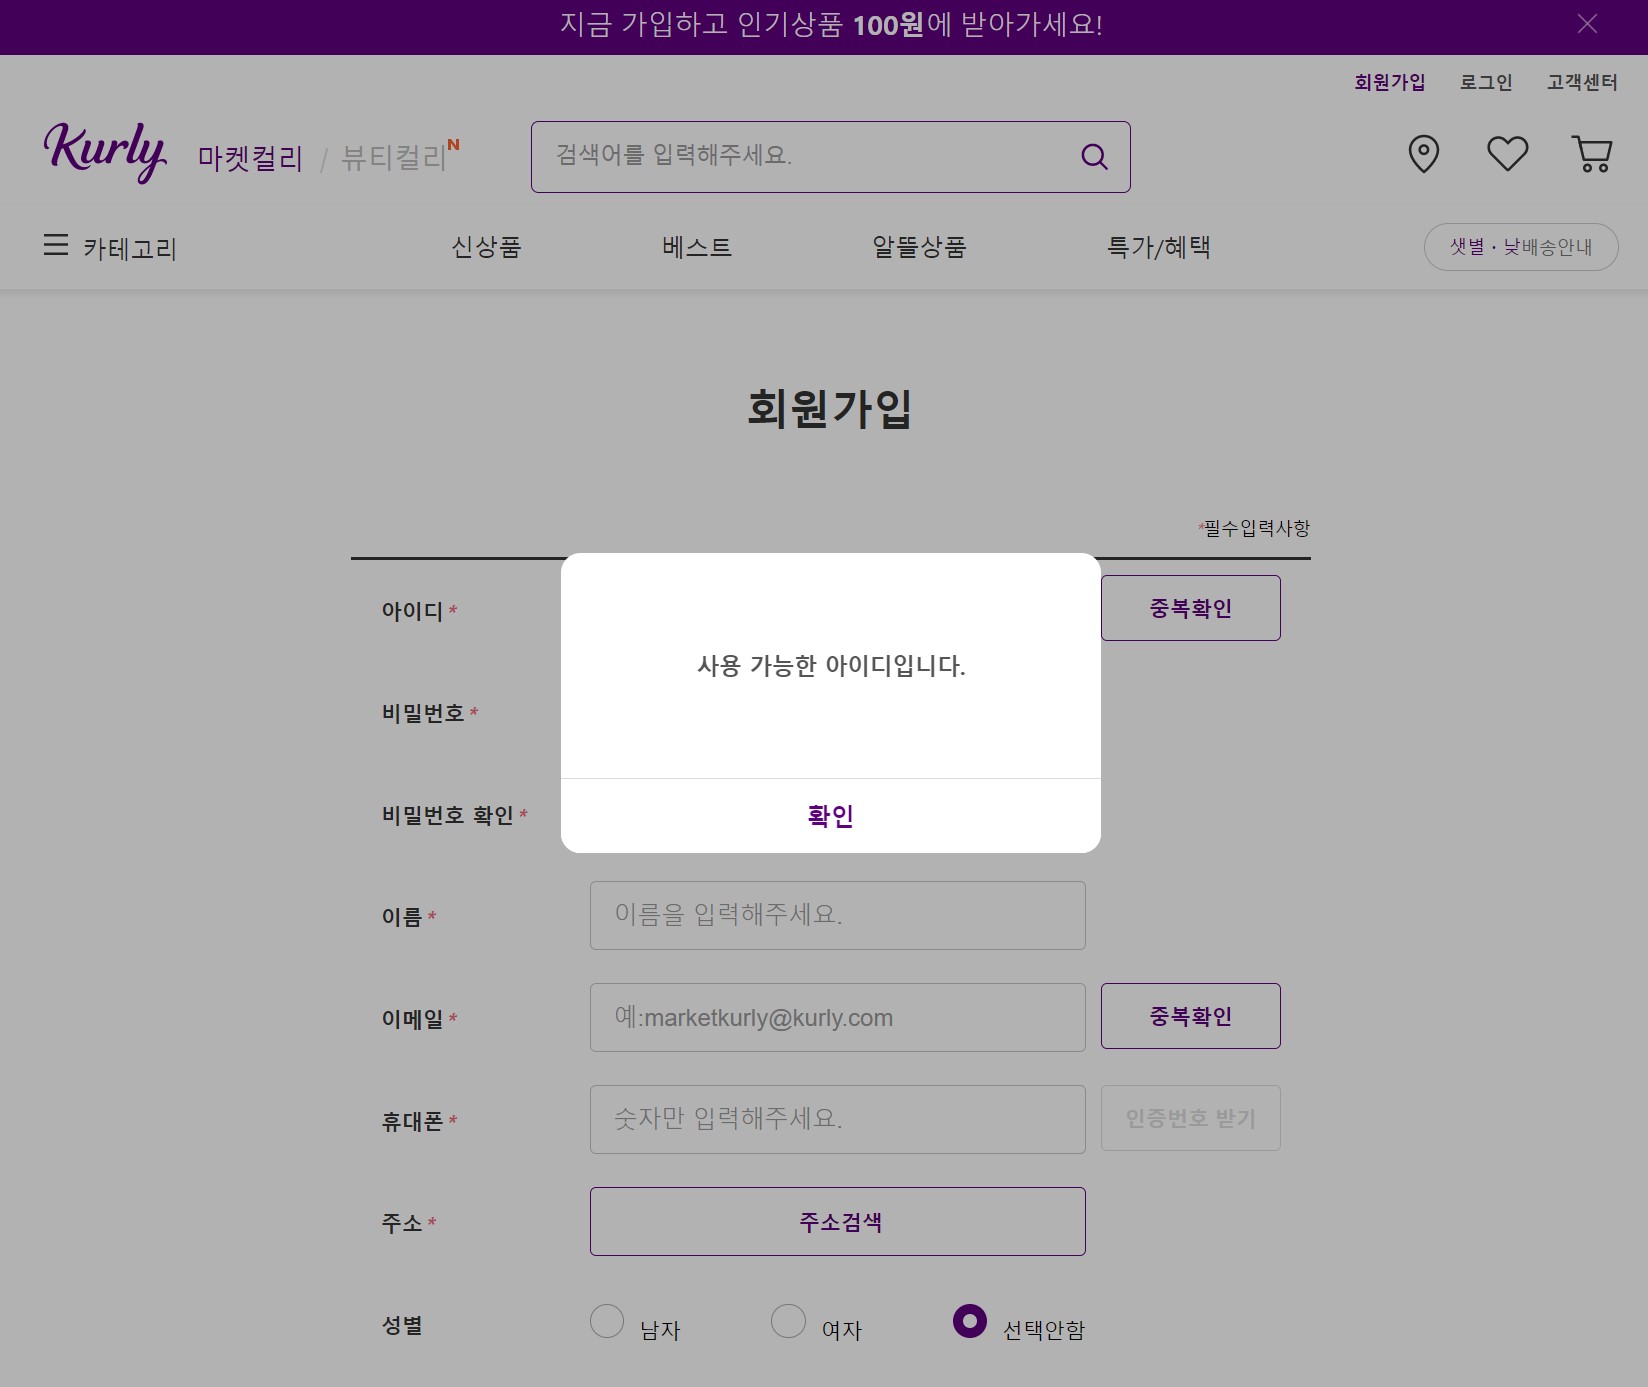 지금 가입하고 인기상품 100원에 받아가세요!
회원가입 로그인 고객센터
Kurly 마켓컬리 / 뷰티컬리 N
검색어를 입력해주세요.
카테고리 신상품 베스트 알뜰상품 특가/혜택 샛별·낮배송안내
회원가입
*필수입력사항
아이디* 중복확인
사용 가능한 아이디입니다.
비밀번호*
비밀번호 확인*
확인
이름* 이름을 입력해주세요.
이메일* 예:marketkurly@kurly.com 중복확인
휴대폰* 숫자만 입력해주세요. 인증번호 받기
주소* 주소검색
성별 남자 여자 선택안함